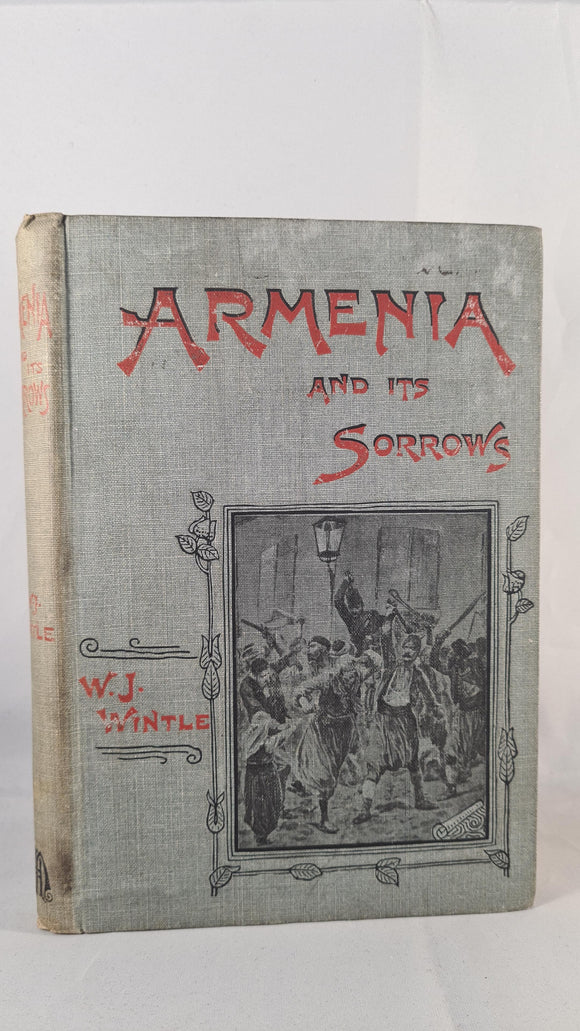 ARMENIA
AND ITS
SORROWS
W. J.
WINTLE